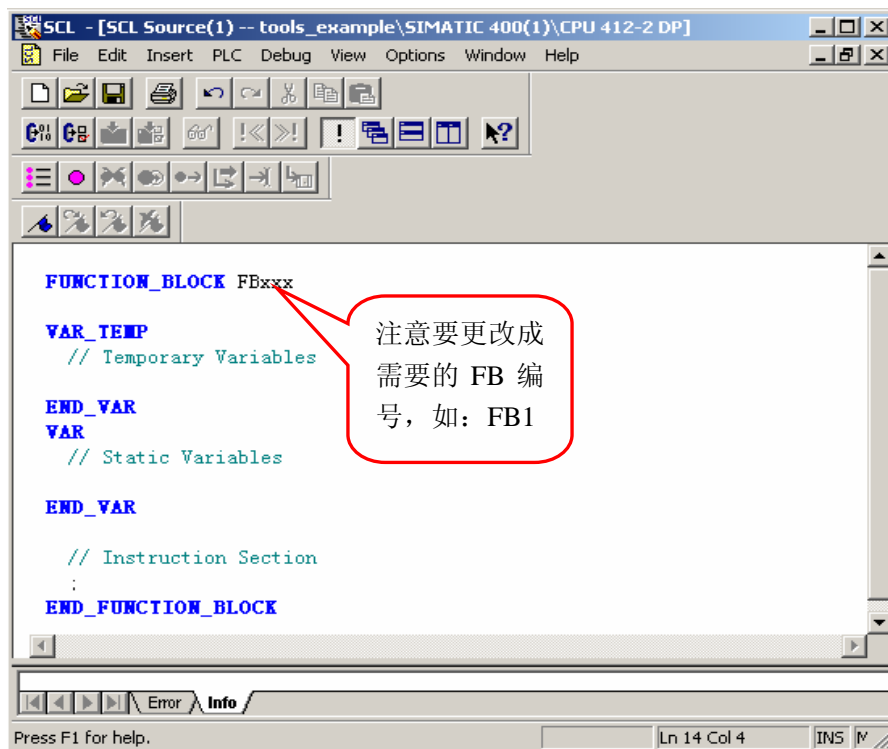 SCL - [SCL Source(1) -- tools_example\SIMATIC 400(1)\CPU 412-2 DP]
File Edit Insert PLC Debug View Options Window Help
FUNCTION_BLOCK FBxxx
VAR_TEMP
// Temporary Variables
END_VAR
VAR
// Static Variables
END_VAR
// Instruction Section
;
END_FUNCTION_BLOCK
注意要更改成
需要的 FB 编
号，如：FB1
Error Info
Press F1 for help.
Ln 14 Col 4
INS